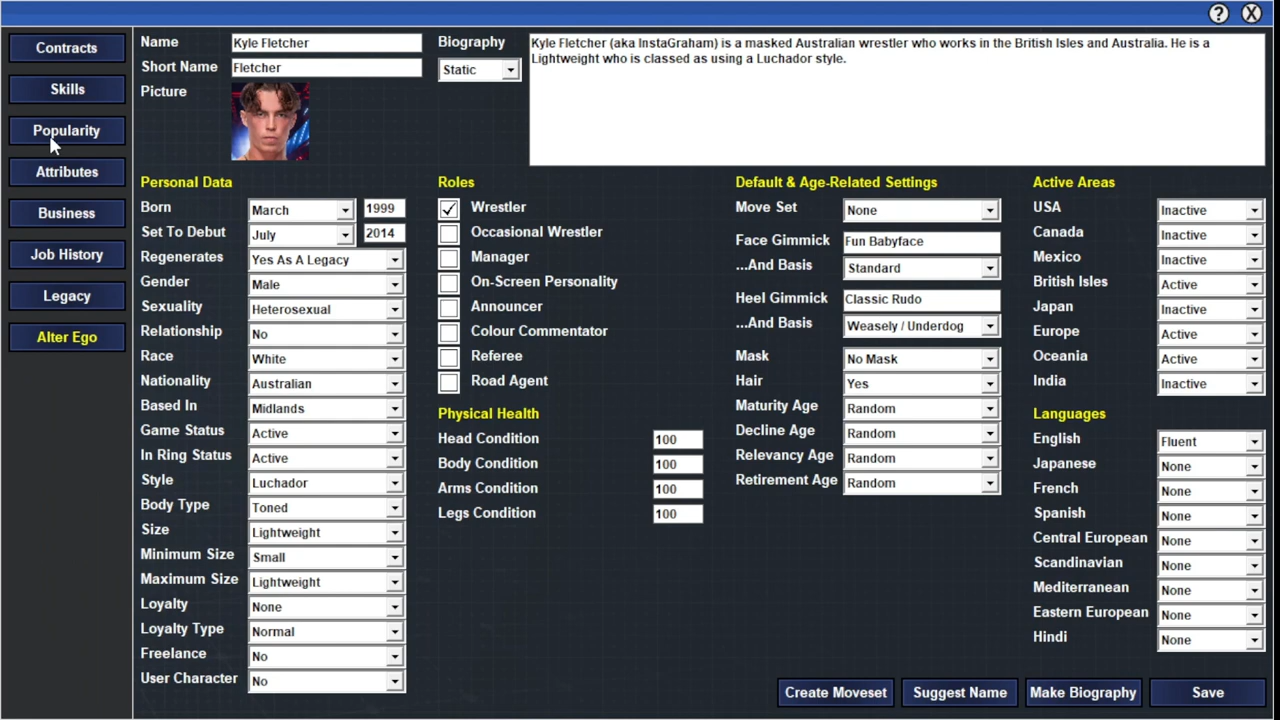 ? X
Contracts
Skills
Popularity
Attributes
Business
Job History
Legacy
Alter Ego
Name Kyle Fletcher
Short Name Fletcher
Picture
Biography
Static
Kyle Fletcher (aka InstaGraham) is a masked Australian wrestler who works in the British Isles and Australia. He is a
Lightweight who is classed as using a Luchador style.
Personal Data
Born March 1999
Set To Debut July 2014
Regenerates Yes As A Legacy
Gender Male
Sexuality Heterosexual
Relationship No
Race White
Nationality Australian
Based In Midlands
Game Status Active
In Ring Status Active
Style Luchador
Body Type Toned
Size Lightweight
Minimum Size Small
Maximum Size Lightweight
Loyalty None
Loyalty Type Normal
Freelance No
User Character No
Roles
Wrestler
Occasional Wrestler
Manager
On-Screen Personality
Announcer
Colour Commentator
Referee
Road Agent
Physical Health
Head Condition 100
Body Condition 100
Arms Condition 100
Legs Condition 100
Default & Age-Related Settings
Move Set None
Face Gimmick Fun Babyface
...And Basis Standard
Heel Gimmick Classic Rudo
...And Basis Weasely / Underdog
Mask No Mask
Hair Yes
Maturity Age Random
Decline Age Random
Relevancy Age Random
Retirement Age Random
Active Areas
USA Inactive
Canada Inactive
Mexico Inactive
British Isles Active
Japan Inactive
Europe Active
Oceania Active
India Inactive
Languages
English Fluent
Japanese None
French None
Spanish None
Central European None
Scandinavian None
Mediterranean None
Eastern European None
Hindi None
Create Moveset Suggest Name Make Biography Save